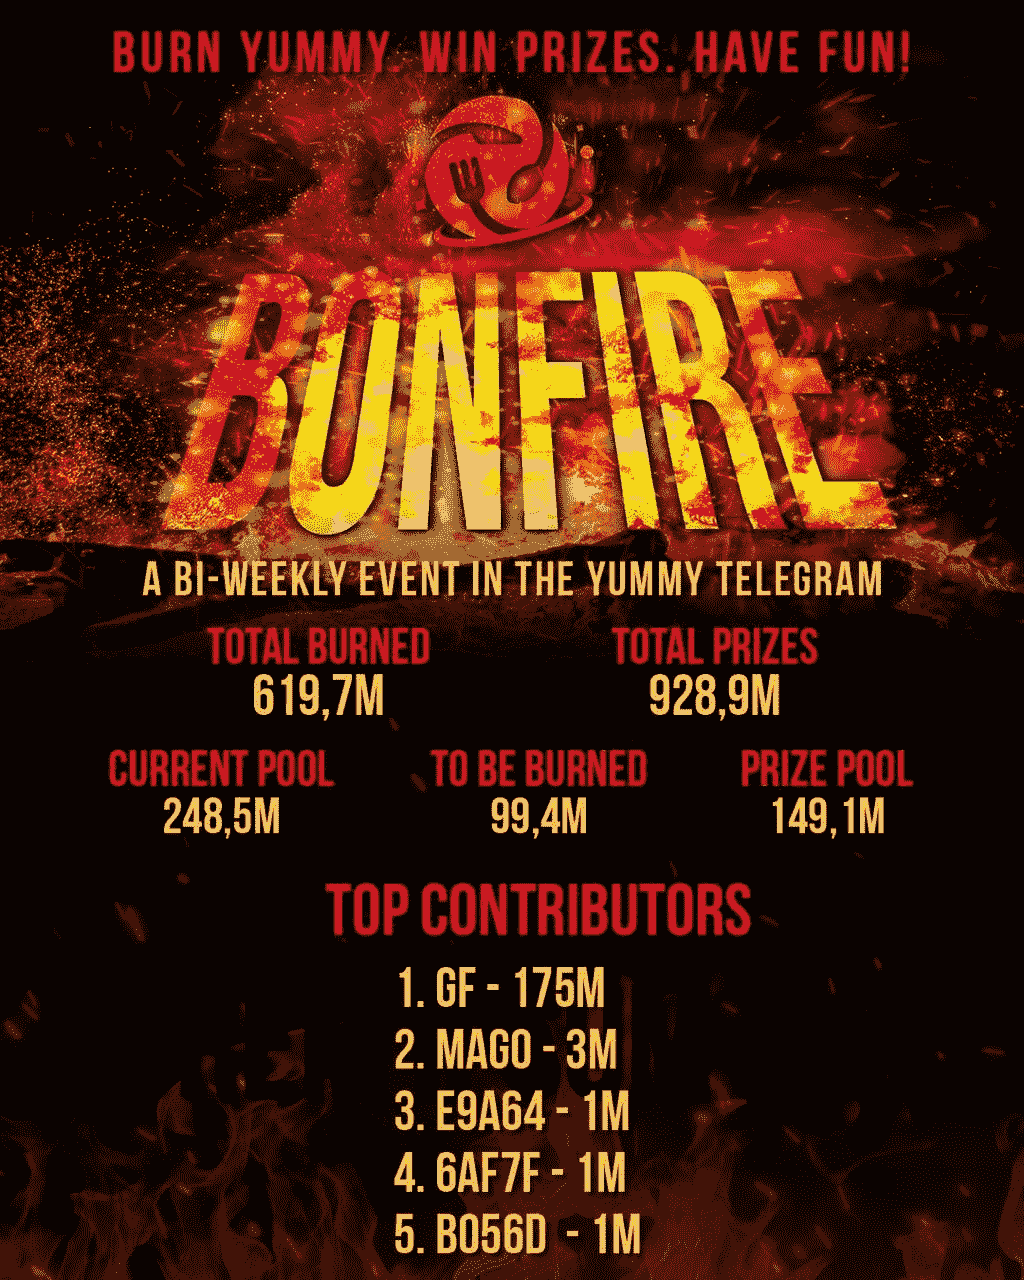 BURN YUMMY. WIN PRIZES. HAVE FUN!
BONFIRE
A BI-WEEKLY EVENT IN THE YUMMY TELEGRAM
TOTAL BURNED TOTAL PRIZES
619,7M 928,9M
CURRENT POOL TO BE BURNED PRIZE POOL
248,5M 99,4M 149,1M
TOP CONTRIBUTORS
1. GF - 175M
2. MAGO - 3M
3. E9A64 - 1M
4. 6AF7F - 1M
5. B056D - 1M